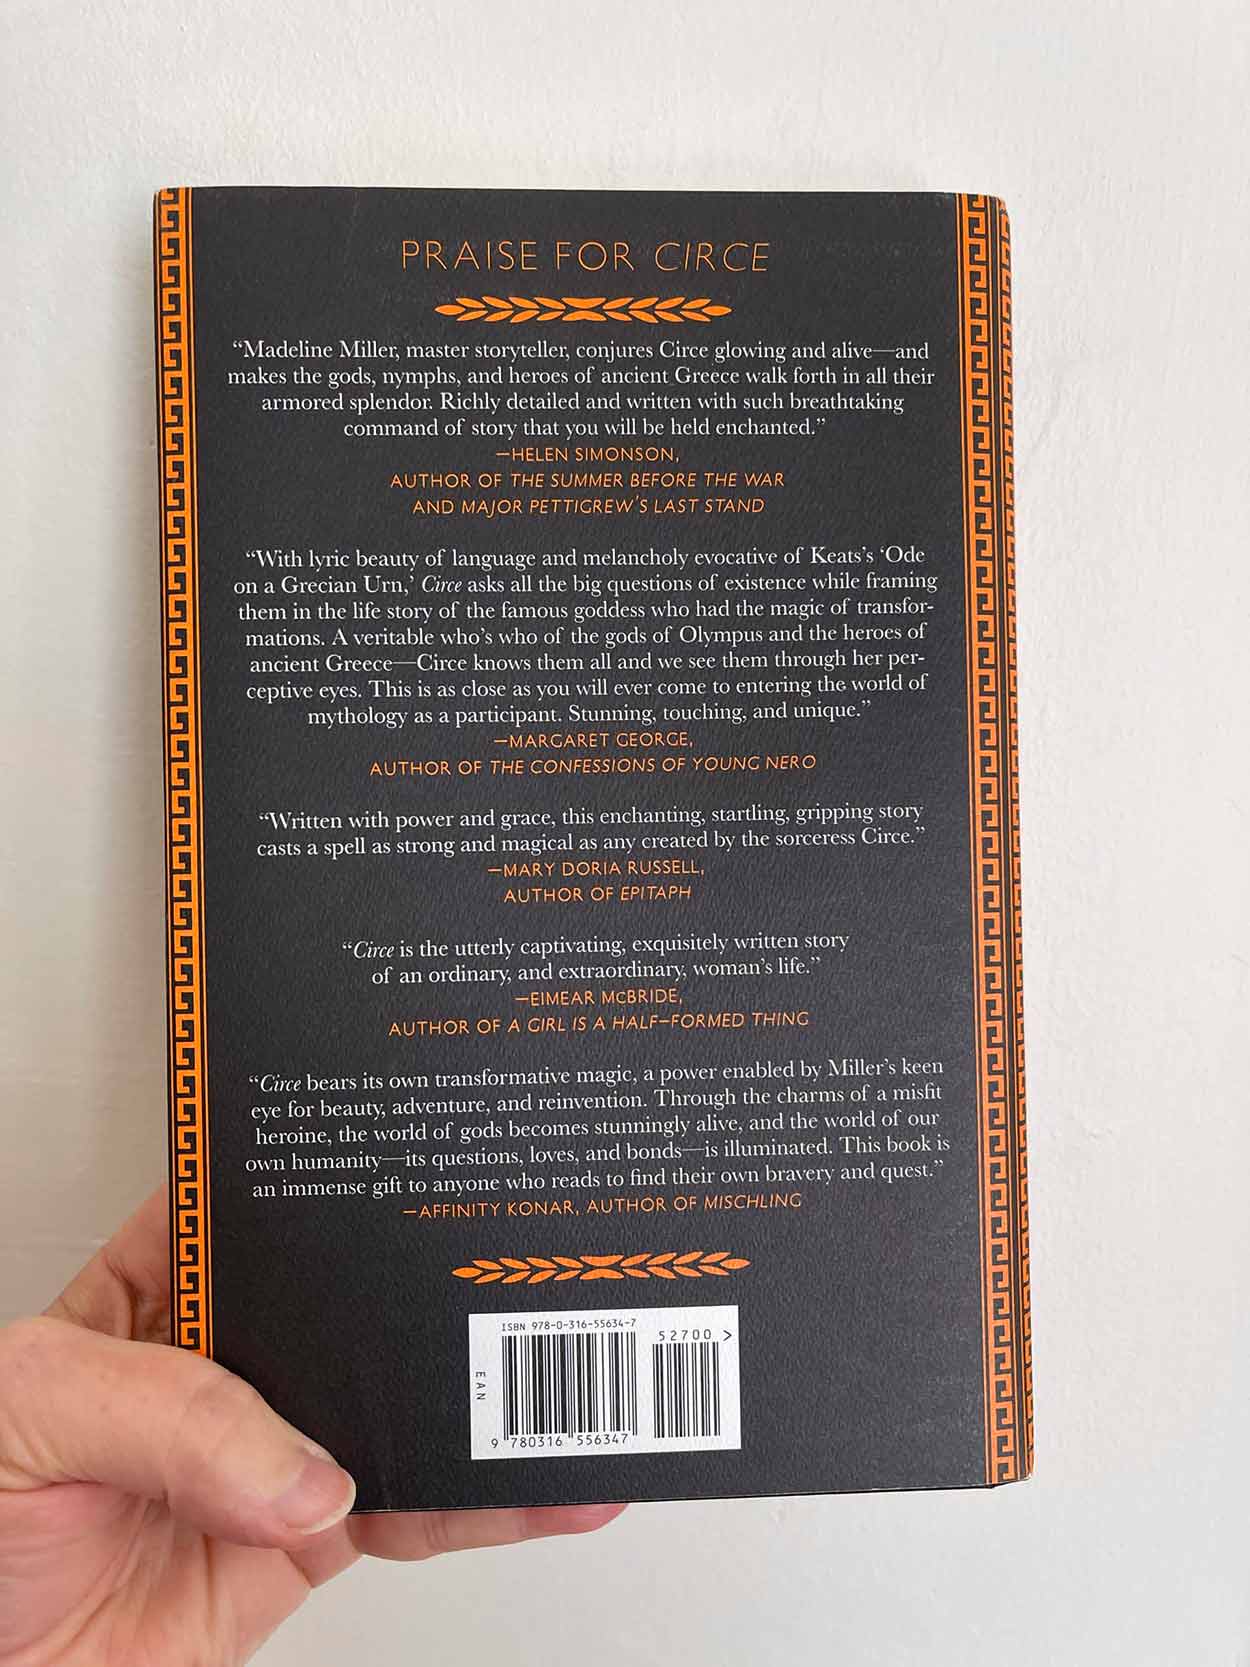 PRAISE FOR CIRCE
“Madeline Miller, master storyteller, conjures Circe glowing and alive—and
makes the gods, nymphs, and heroes of ancient Greece walk forth in all their
armored splendor. Richly detailed and written with such breathtaking
command of story that you will be held enchanted.”
—HELEN SIMONSON,
AUTHOR OF THE SUMMER BEFORE THE WAR
AND MAJOR PETTIGREW’S LAST STAND
“With lyric beauty of language and melancholy evocative of Keats’s ‘Ode
on a Grecian Urn,’ Circe asks all the big questions of existence while framing
them in the life story of the famous goddess who had the magic of transfor-
mations. A veritable who’s who of the gods of Olympus and the heroes of
ancient Greece—Circe knows them all and we see them through her per-
ceptive eyes. This is as close as you will ever come to entering the world of
mythology as a participant. Stunning, touching, and unique.”
—MARGARET GEORGE,
AUTHOR OF THE CONFESSIONS OF YOUNG NERO
“Written with power and grace, this enchanting, startling, gripping story
casts a spell as strong and magical as any created by the sorceress Circe.”
—MARY DORIA RUSSELL,
AUTHOR OF EPITAPH
“Circe is the utterly captivating, exquisitely written story
of an ordinary, and extraordinary, woman’s life.”
—EIMEAR McBRIDE,
AUTHOR OF A GIRL IS A HALF-FORMED THING
“Circe bears its own transformative magic, a power enabled by Miller’s keen
eye for beauty, adventure, and reinvention. Through the charms of a misfit
heroine, the world of gods becomes stunningly alive, and the world of our
own humanity—its questions, loves, and bonds—is illuminated. This book is
an immense gift to anyone who reads to find their own bravery and quest.”
—AFFINITY KONAR, AUTHOR OF MISCHLING
ISBN 978-0-316-55634-7
52700 >
EAN
9 780316 556347